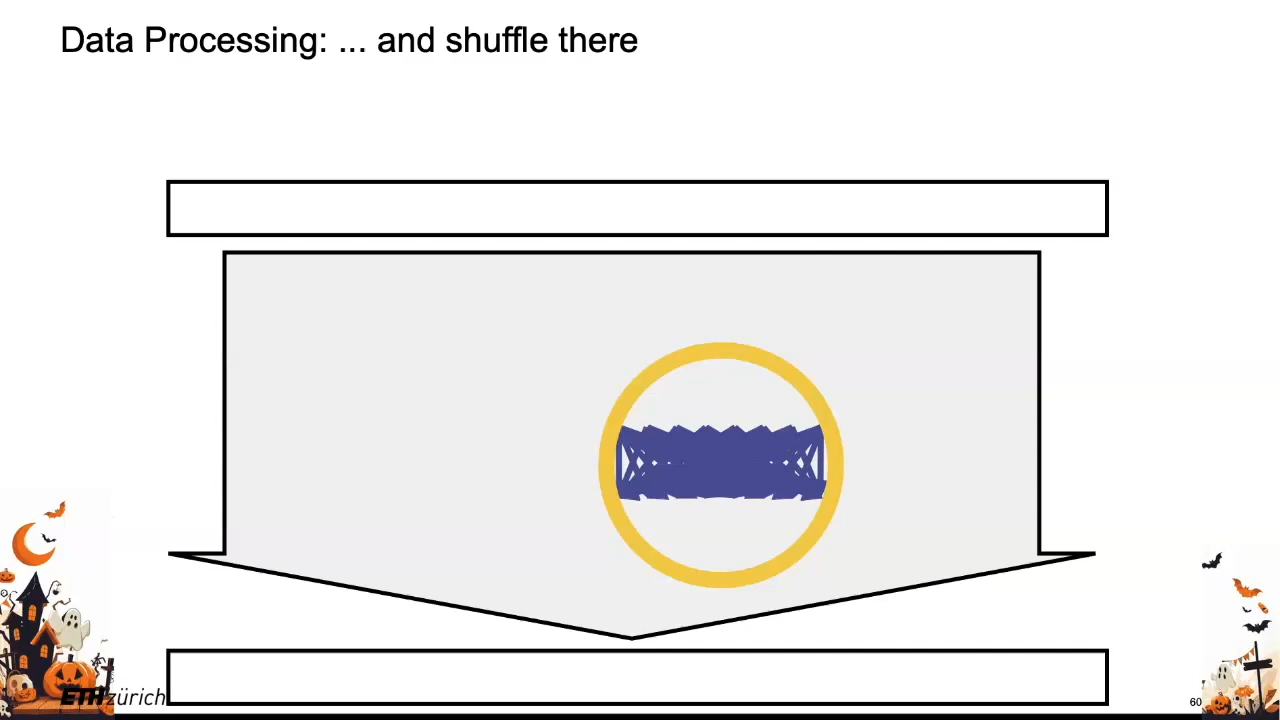 Data Processing: ... and shuffle there
ETH zürich
60